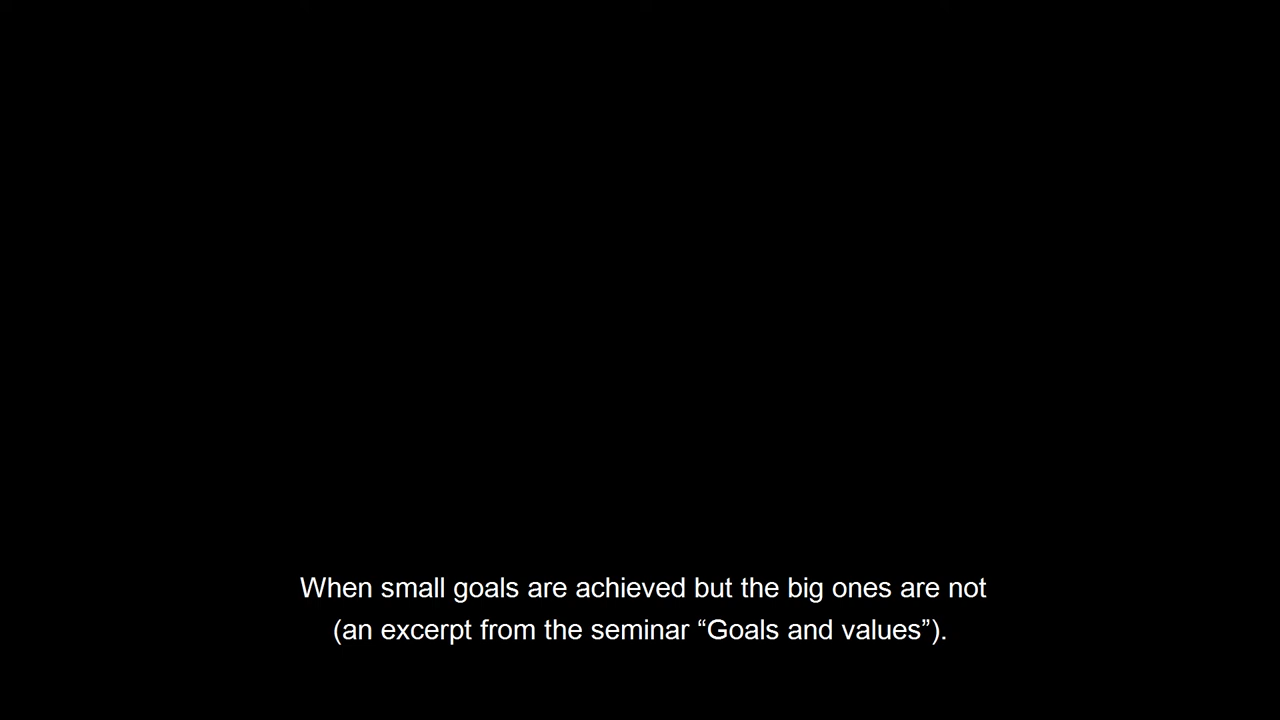 When small goals are achieved but the big ones are not
(an excerpt from the seminar “Goals and values”).